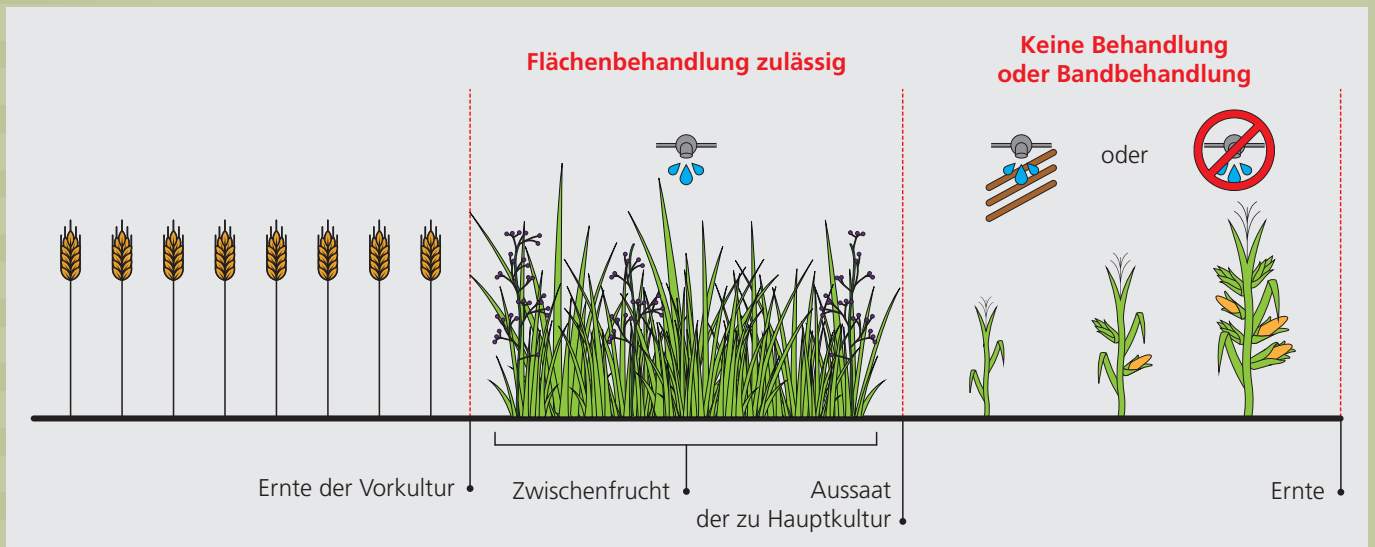 Flächenbehandlung zulässig
Keine Behandlung
oder Bandbehandlung
oder
Ernte der Vorkultur
Zwischenfrucht
Aussaat
der zu Hauptkultur
Ernte